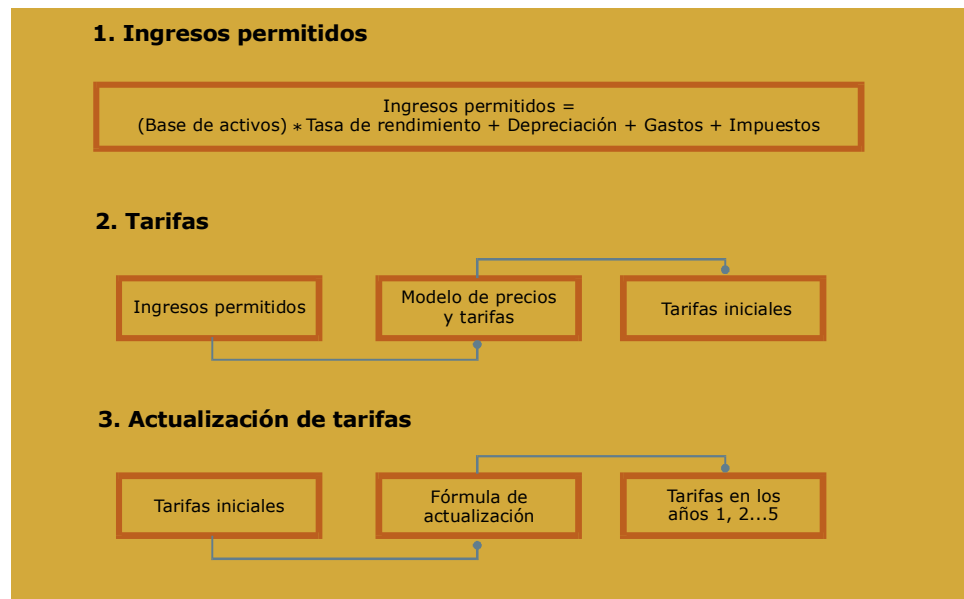 1. Ingresos permitidos
Ingresos permitidos =
(Base de activos) * Tasa de rendimiento + Depreciación + Gastos + Impuestos
2. Tarifas
Ingresos permitidos
Modelo de precios
y tarifas
Tarifas iniciales
3. Actualización de tarifas
Tarifas iniciales
Fórmula de
actualización
Tarifas en los
años 1, 2...5